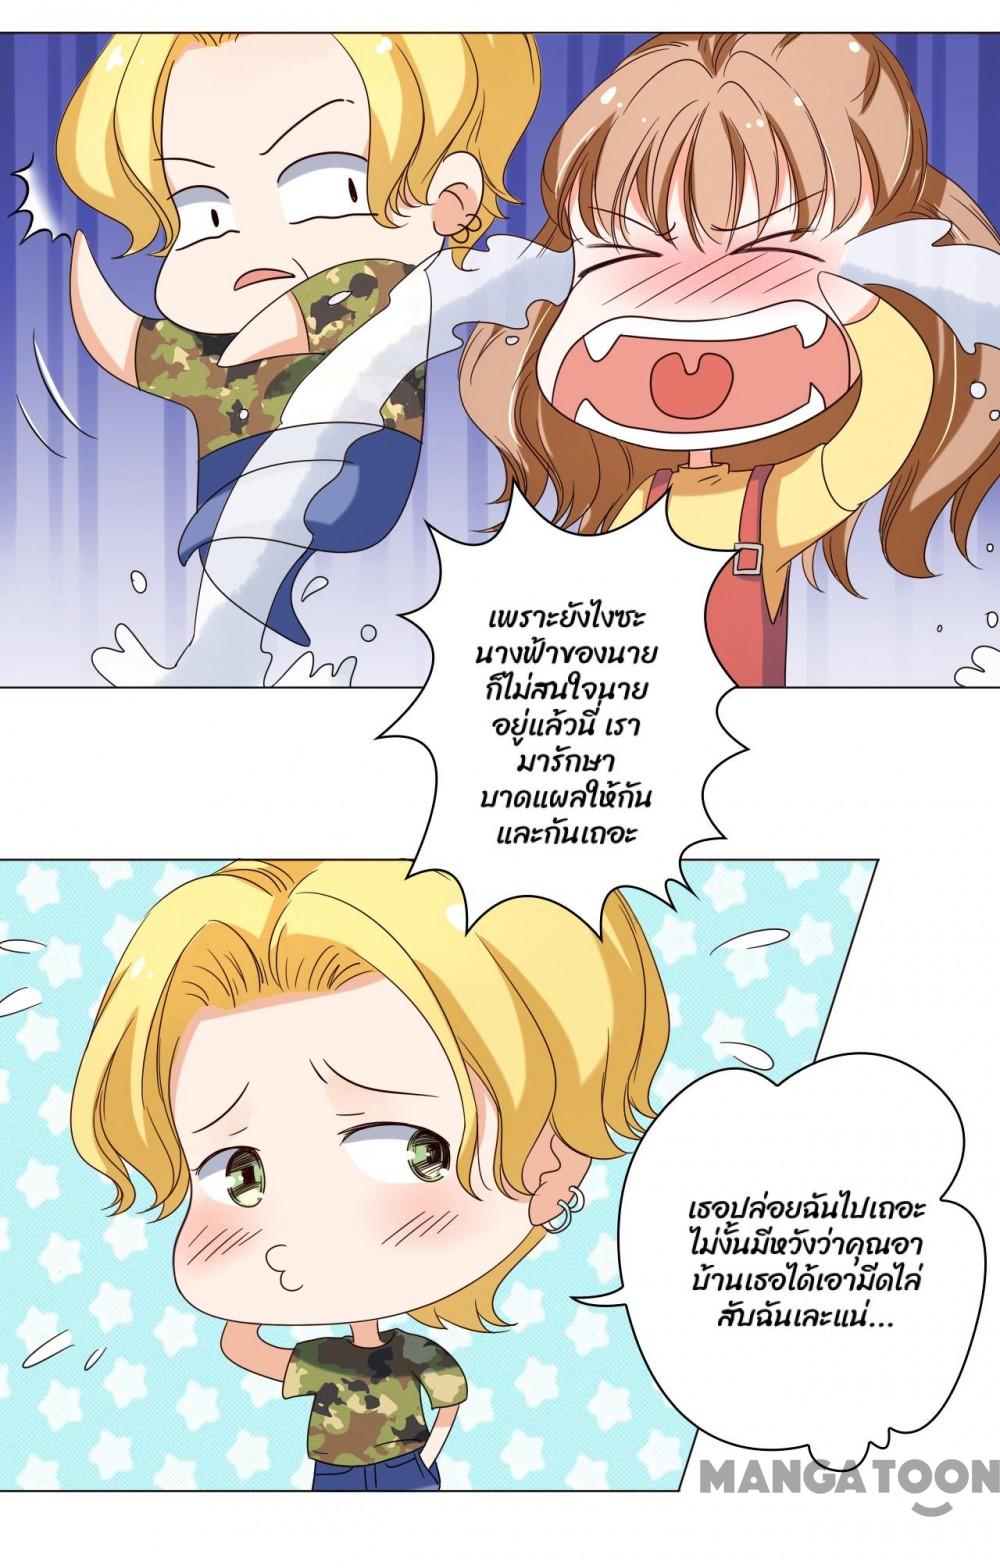 เพราะยังไงซะ
นางฟ้าของนาย
ก็ไม่สนใจนาย
อยู่แล้วนี่ เรา
มารักษา
บาดแผลให้กัน
และกันเถอะ
เธอปล่อยฉันไปเถอะ
ไม่งั้นมีหวังว่าคุณอา
บ้านเธอได้เอามีดไล่
สับฉันเละแน่...
MANGATOON